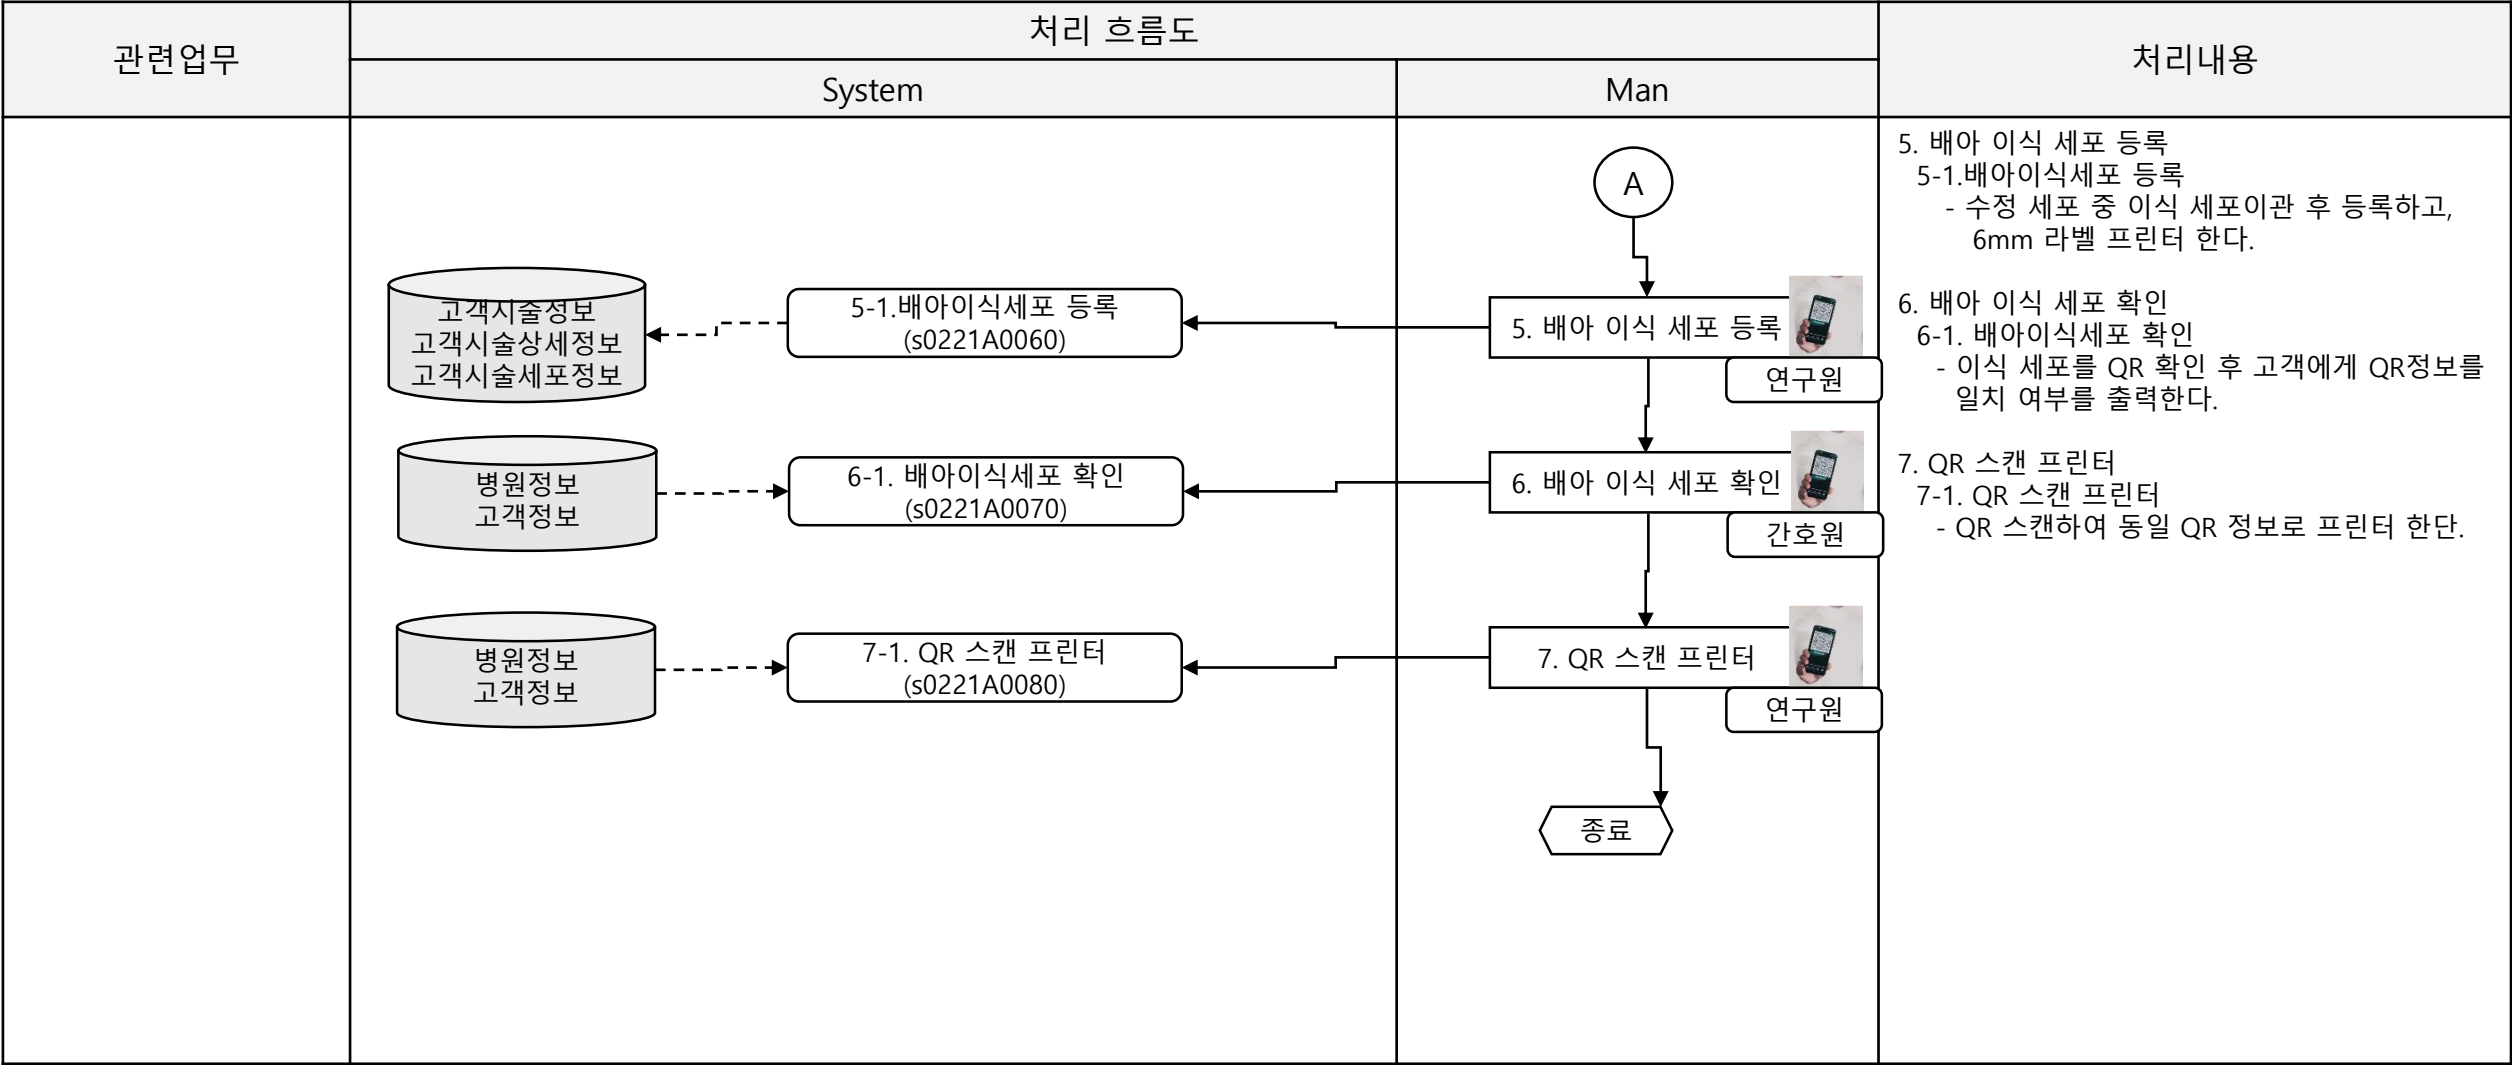 관련업무
처리 흐름도
처리내용
System
Man
A
고객시술정보
고객시술상세정보
고객시술세포정보
5-1.배아이식세포 등록
(s0221A0060)
5. 배아 이식 세포 등록
연구원
병원정보
고객정보
6-1. 배아이식세포 확인
(s0221A0070)
6. 배아 이식 세포 확인
간호원
병원정보
고객정보
7-1. QR 스캔 프린터
(s0221A0080)
7. QR 스캔 프린터
연구원
종료
5. 배아 이식 세포 등록
5-1.배아이식세포 등록
- 수정 세포 중 이식 세포이관 후 등록하고,
6mm 라벨 프린터 한다.
6. 배아 이식 세포 확인
6-1. 배아이식세포 확인
- 이식 세포를 QR 확인 후 고객에게 QR정보를
일치 여부를 출력한다.
7. QR 스캔 프린터
7-1. QR 스캔 프린터
- QR 스캔하여 동일 QR 정보로 프린터 한단.